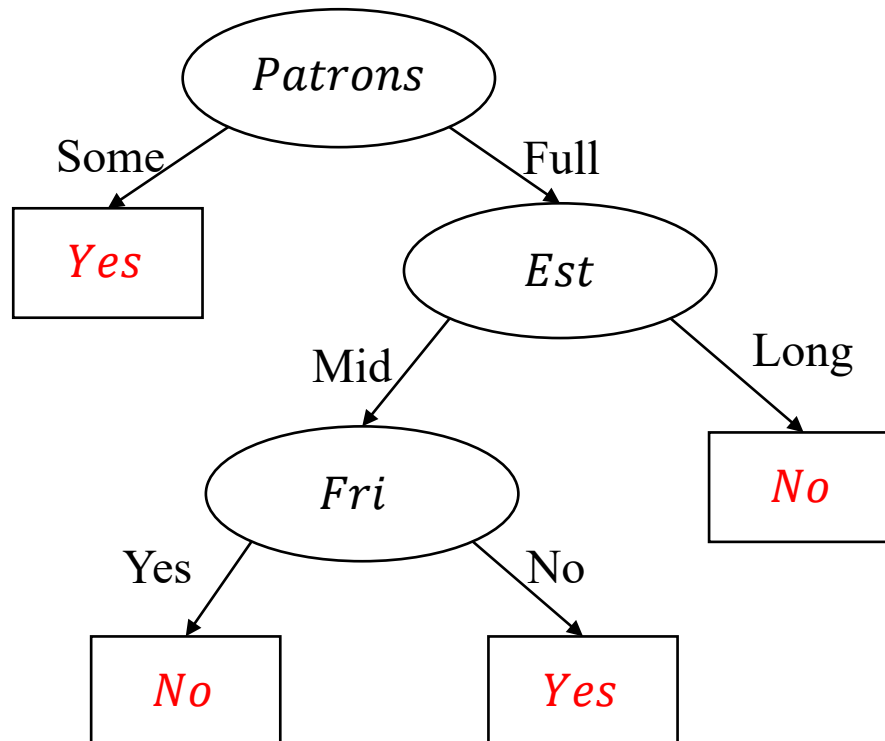 Patrons
Some
Full
Yes
Est
Mid
Long
Fri
No
Yes
No
No
Yes